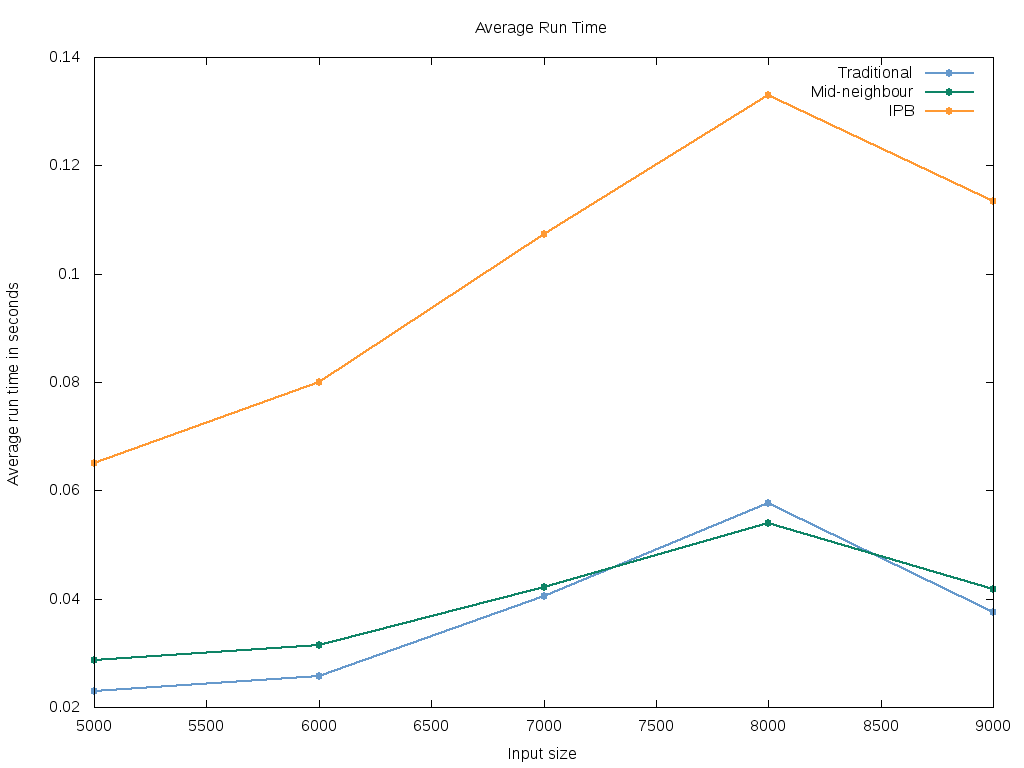 Average Run Time
Traditional
Mid-neighbour
IPB
Average run time in seconds
0.14
0.12
0.1
0.08
0.06
0.04
0.02
5000 5500 6000 6500 7000 7500 8000 8500 9000
Input size